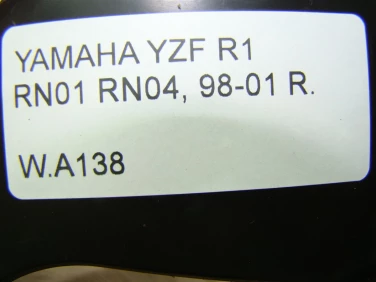 YAMAHA YZF R1
RN01 RN04, 98-01 R.
W.A138